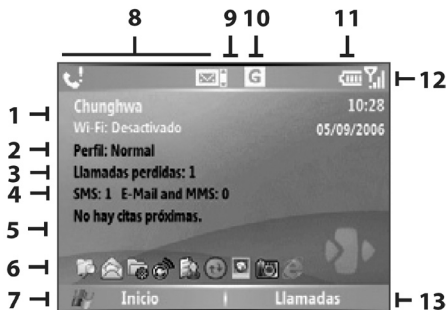 8 9 10 11
G
12
1 Chunghwa 10:28
Wi-Fi: Desactivado 05/09/2006
2 Perfil: Normal
3 Llamadas perdidas: 1
4 SMS: 1 E-Mail and MMS: 0
No hay citas próximas.
5
6
7 Inicio Llamadas 13